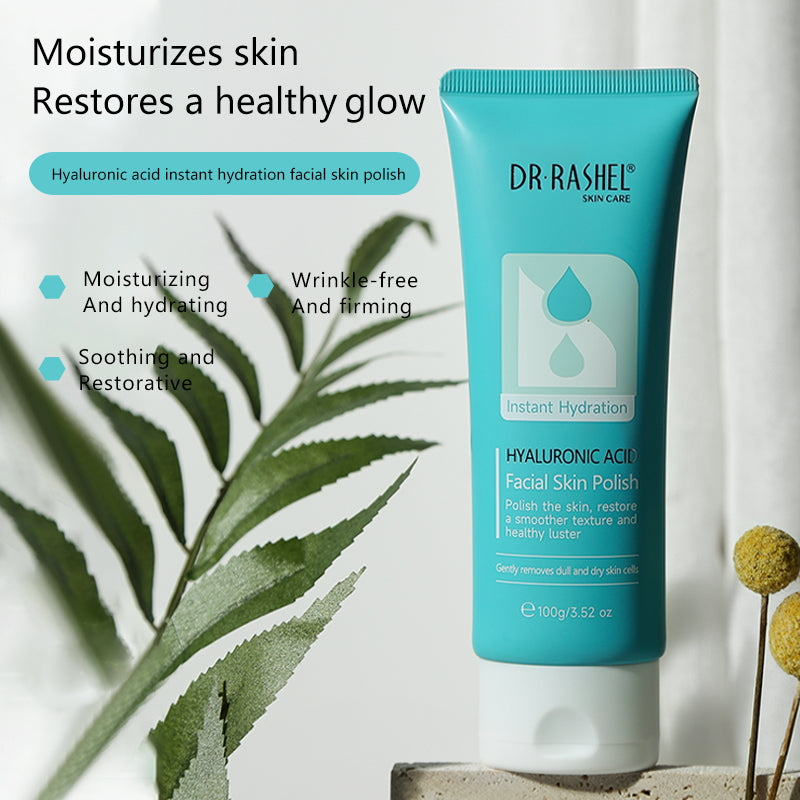 Moisturizes skin
Restores a healthy glow
Hyaluronic acid instant hydration facial skin polish
Moisturizing
And hydrating
Wrinkle-free
And firming
Soothing and
Restorative
DR·RASHEL®
SKIN CARE
Instant Hydration
HYALURONIC ACID
Facial Skin Polish
Polish the skin, restore
a smoother texture and
healthy luster
Gently removes dull and dry skin cells
℮100g/3.52 oz